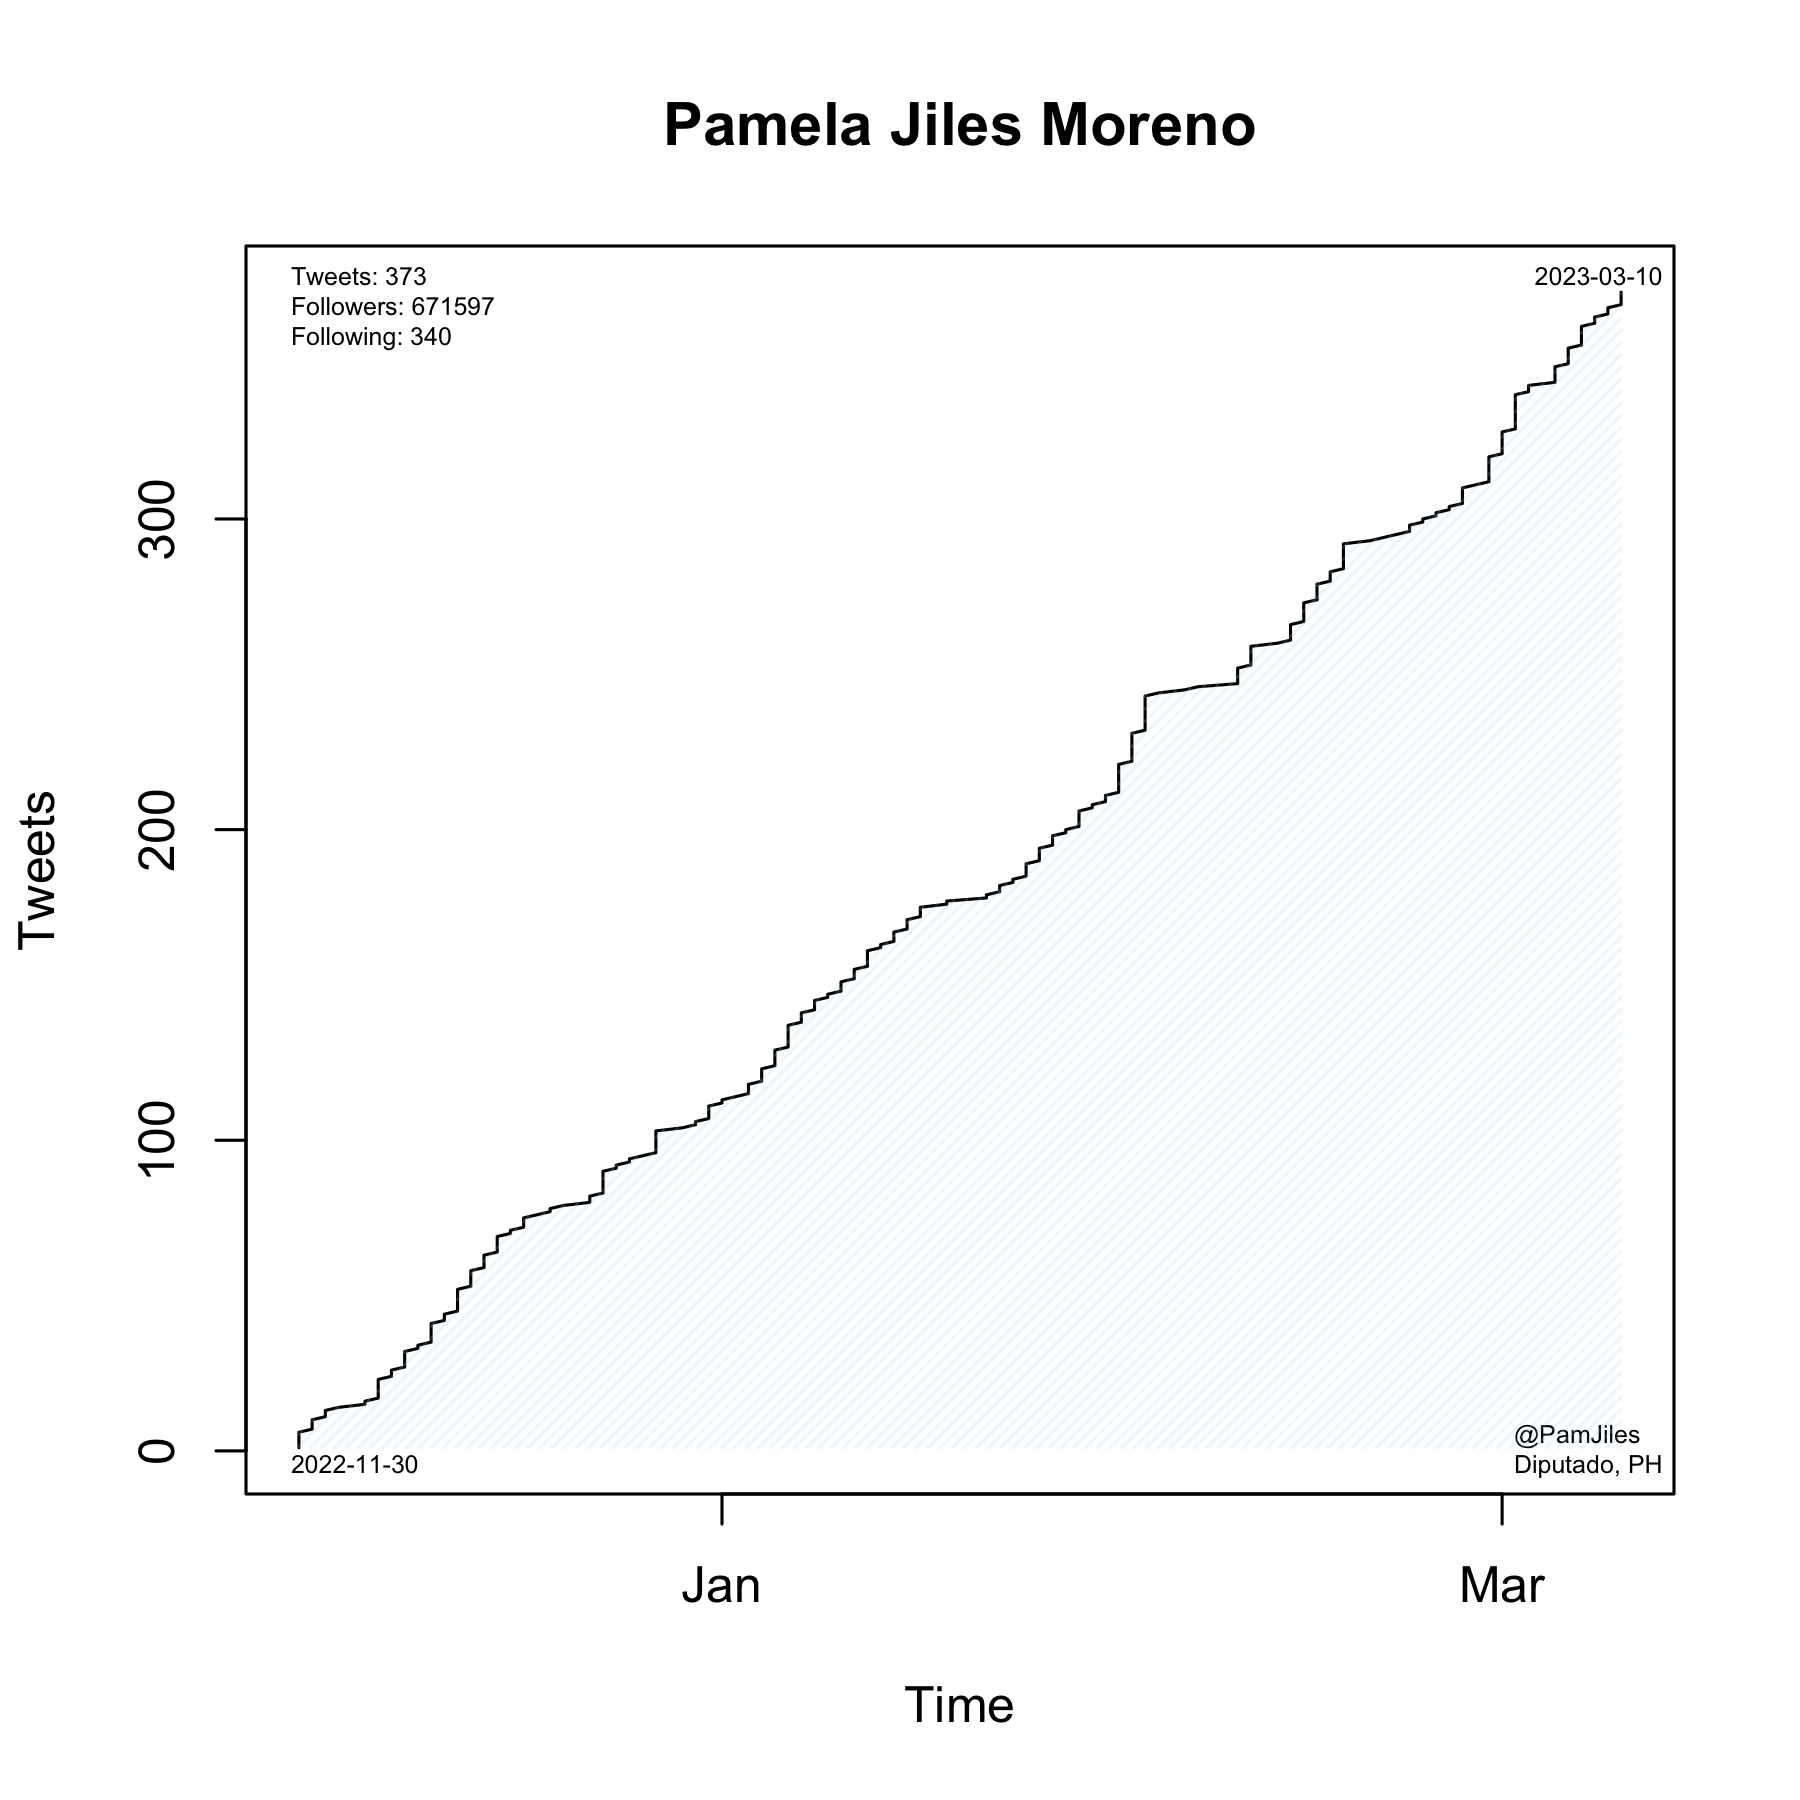 Pamela Jiles Moreno
Tweets: 373
Followers: 671597
Following: 340
2023-03-10
300
200
100
0
Tweets
2022-11-30
@PamJiles
Diputado, PH
Jan
Mar
Time